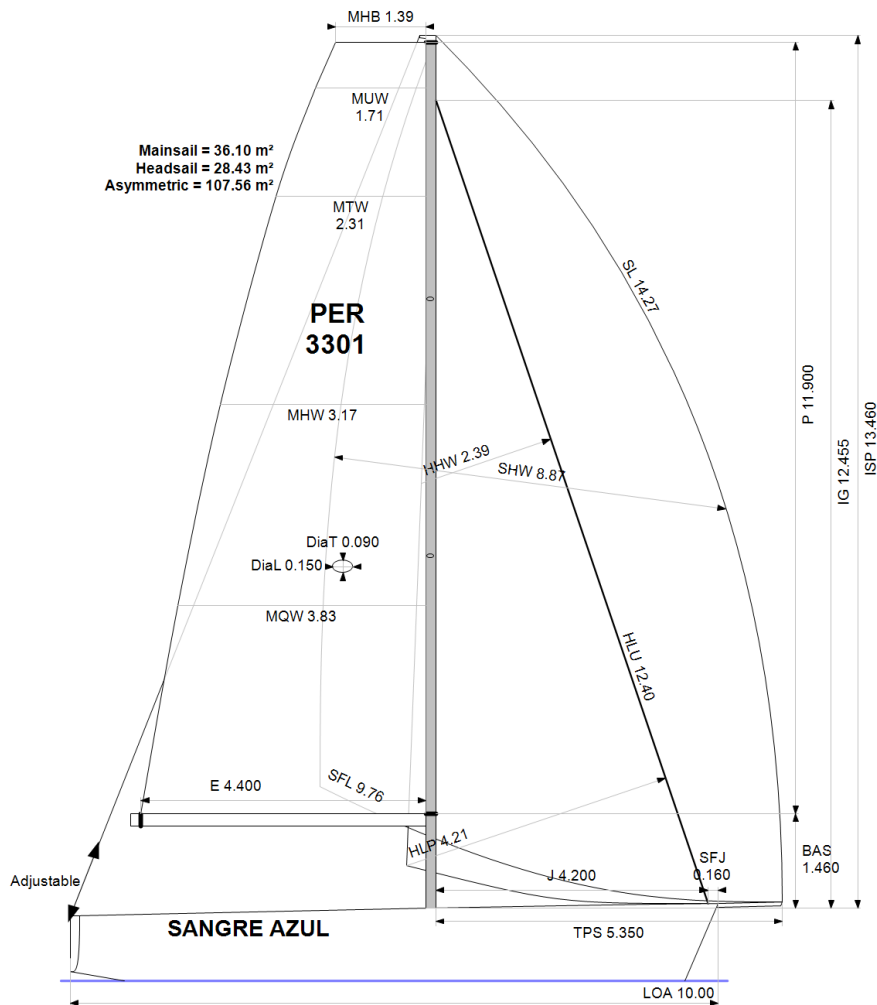 MHB 1.39
MUW
1.71
Mainsail = 36.10 m²
Headsail = 28.43 m²
Asymmetric = 107.56 m²
MTW
2.31
SL 14.27
PER
3301
P 11.900
ISP 13.460
IG 12.455
MHW 3.17
HHW 2.39
SHW 8.87
DiaT 0.090
DiaL 0.150
MQW 3.83
HLU 12.40
E 4.400
SFL 9.76
HLP 4.21
SFJ
0.160
BAS
1.460
J 4.200
Adjustable
SANGRE AZUL
TPS 5.350
LOA 10.00